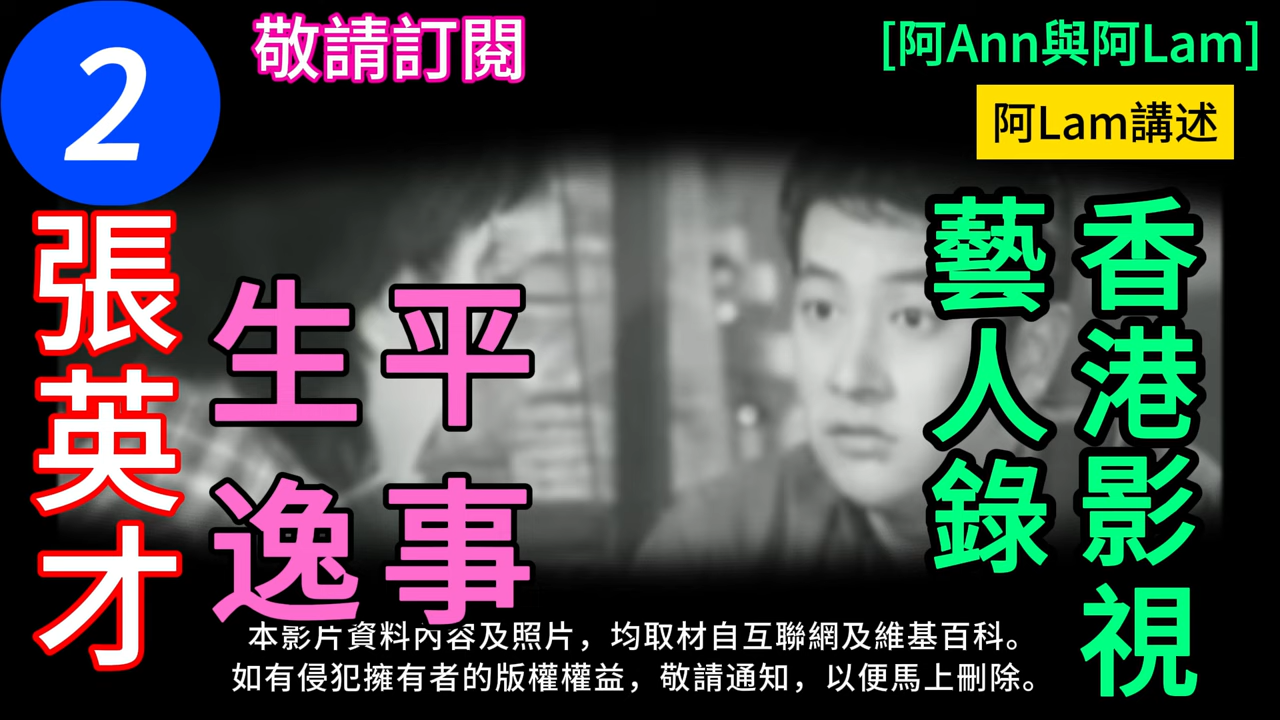 2
敬請訂閱
[阿Ann與阿Lam]
阿Lam講述
香港影視
藝人錄
張英才
生平
逸事
本影片資料內容及照片，均取材自互聯網及維基百科。
如有侵犯擁有者的版權權益，敬請通知，以便馬上刪除。